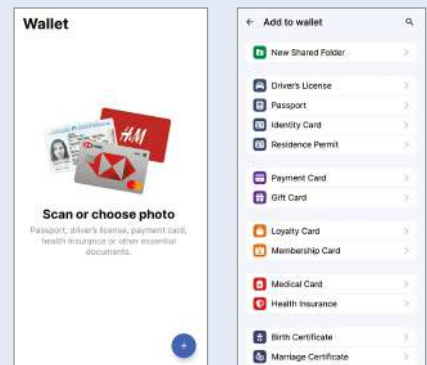 Wallet
H&M
Scan or choose photo
Passport, driver's license, payment card,
health insurance or other essential
documents.
+
← Add to wallet
New Shared Folder
Driver's License
Passport
Identity Card
Residence Permit
Payment Card
Gift Card
Loyalty Card
Membership Card
Medical Card
Health Insurance
Birth Certificate
Marriage Certificate